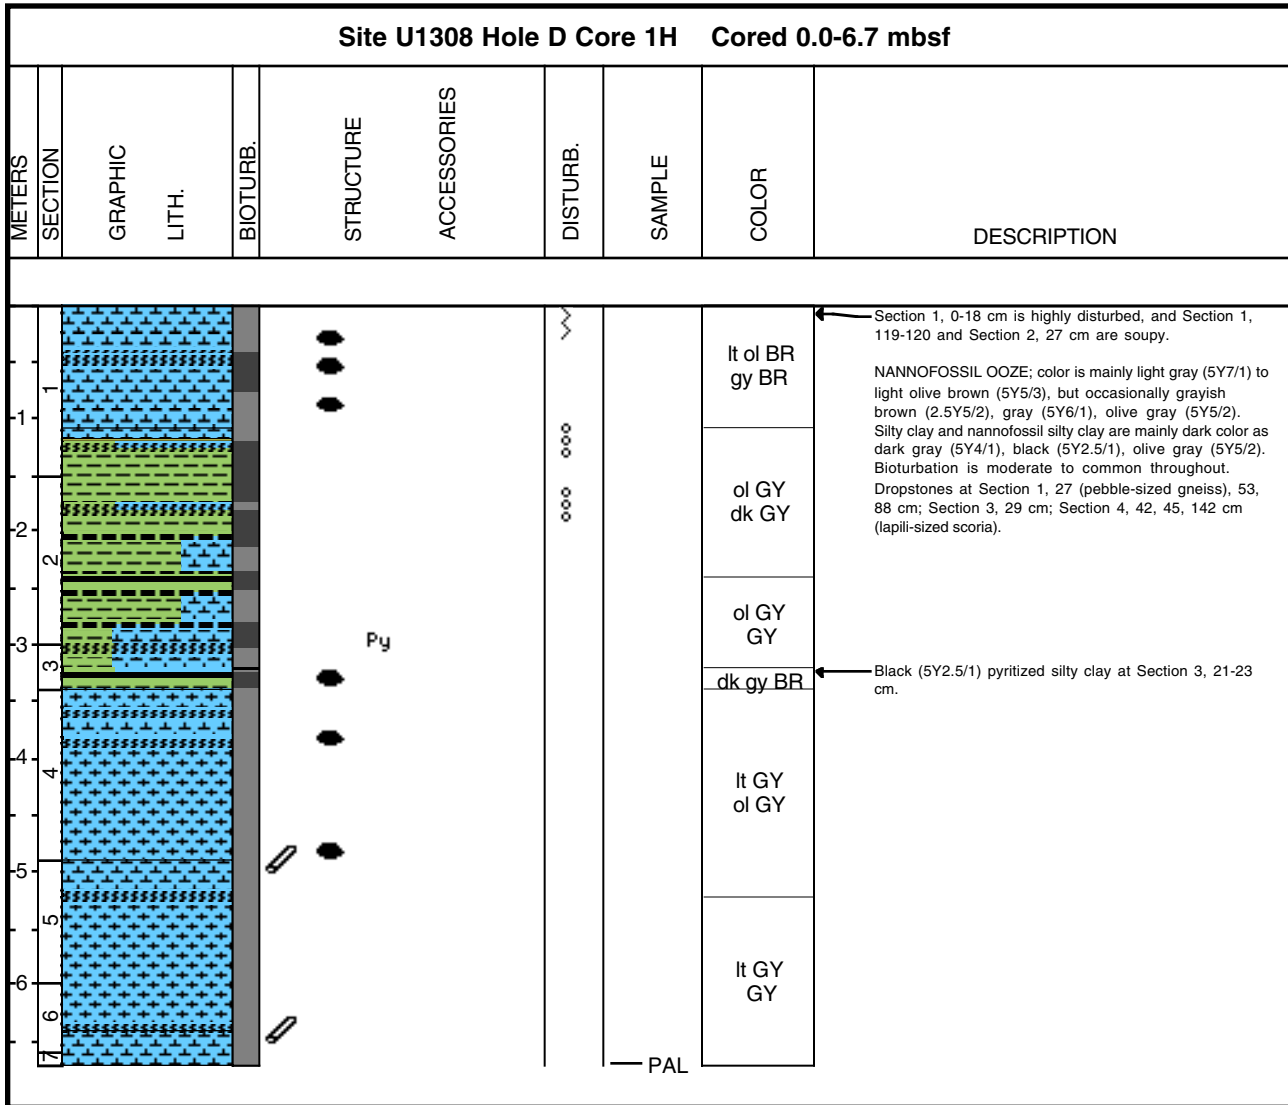 Site U1308 Hole D Core 1H    Cored 0.0-6.7 mbsf
METERS
SECTION
GRAPHIC
LITH.
BIOTURB.
STRUCTURE
ACCESSORIES
DISTURB.
SAMPLE
COLOR
DESCRIPTION
1
2
3
4
5
6
1
2
3
4
5
6
7
Py
PAL
lt ol BR
gy BR
ol GY
dk GY
ol GY
GY
dk gy BR
lt GY
ol GY
lt GY
GY
Section 1, 0-18 cm is highly disturbed, and Section 1,
119-120 and Section 2, 27 cm are soupy.
NANNOFOSSIL OOZE; color is mainly light gray (5Y7/1) to
light olive brown (5Y5/3), but occasionally grayish
brown (2.5Y5/2), gray (5Y6/1), olive gray (5Y5/2).
Silty clay and nannofossil silty clay are mainly dark color as
dark gray (5Y4/1), black (5Y2.5/1), olive gray (5Y5/2).
Bioturbation is moderate to common throughout.
Dropstones at Section 1, 27 (pebble-sized gneiss), 53,
88 cm; Section 3, 29 cm; Section 4, 42, 45, 142 cm
(lapili-sized scoria).
Black (5Y2.5/1) pyritized silty clay at Section 3, 21-23
cm.